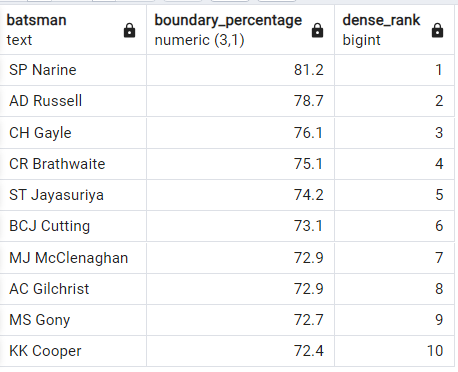 batsman boundary_percentage dense_rank
text numeric (3,1) bigint
SP Narine 81.2 1
AD Russell 78.7 2
CH Gayle 76.1 3
CR Brathwaite 75.1 4
ST Jayasuriya 74.2 5
BCJ Cutting 73.1 6
MJ McClenaghan 72.9 7
AC Gilchrist 72.9 8
MS Gony 72.7 9
KK Cooper 72.4 10